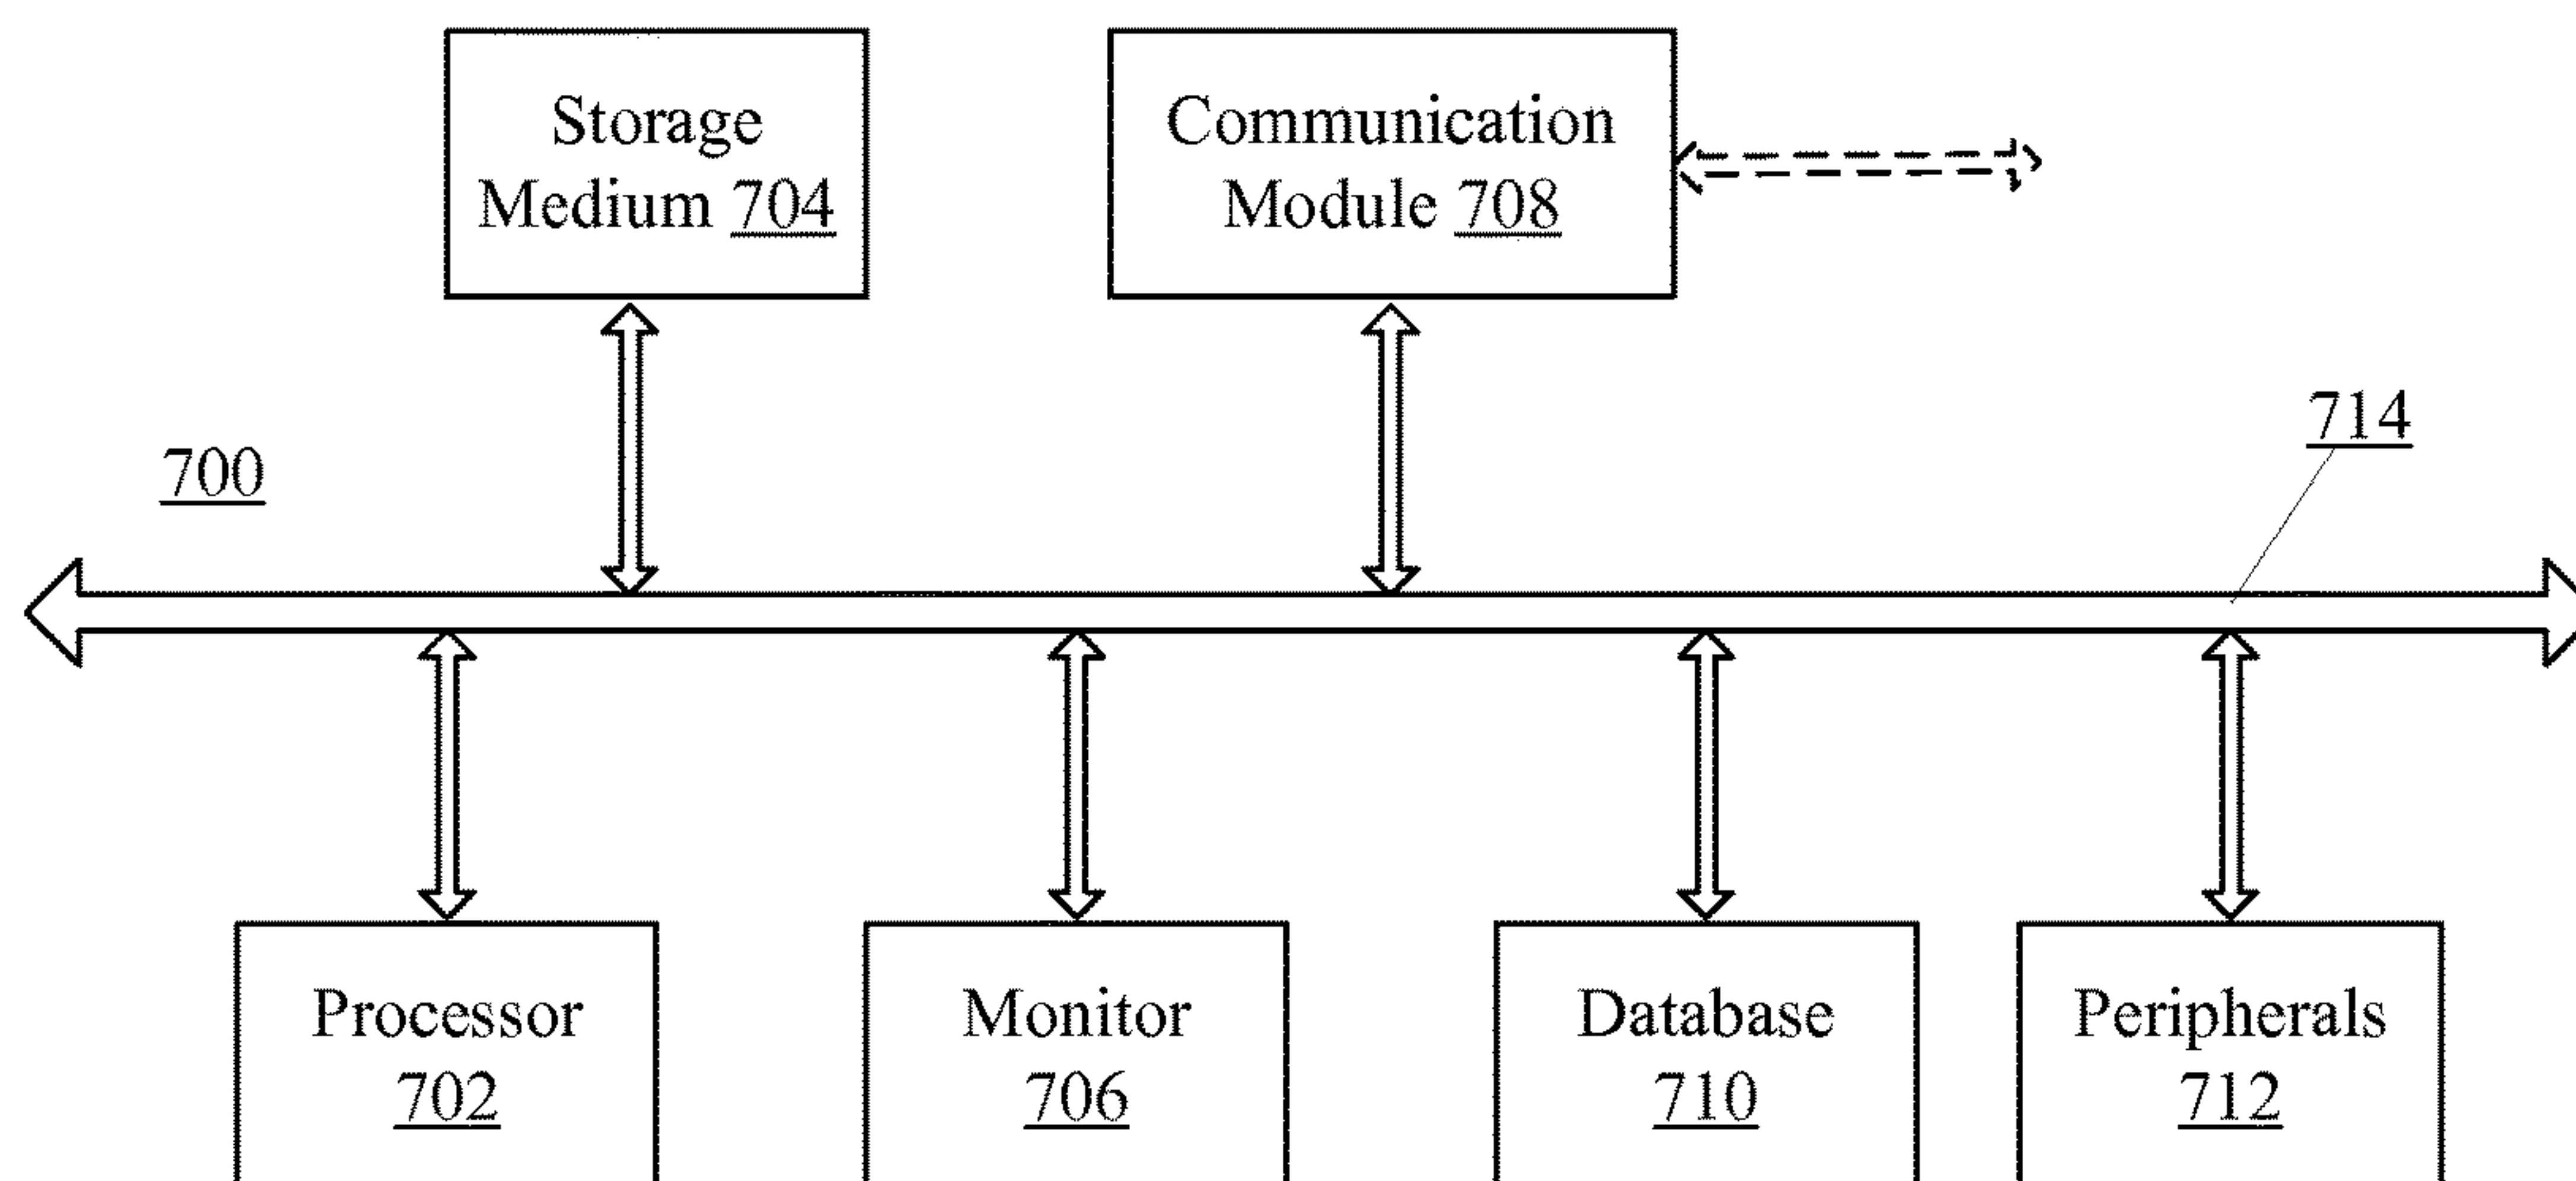 Storage
Medium 704
Communication
Module 708
714
700
Processor
702
Monitor
706
Database
710
Peripherals
712